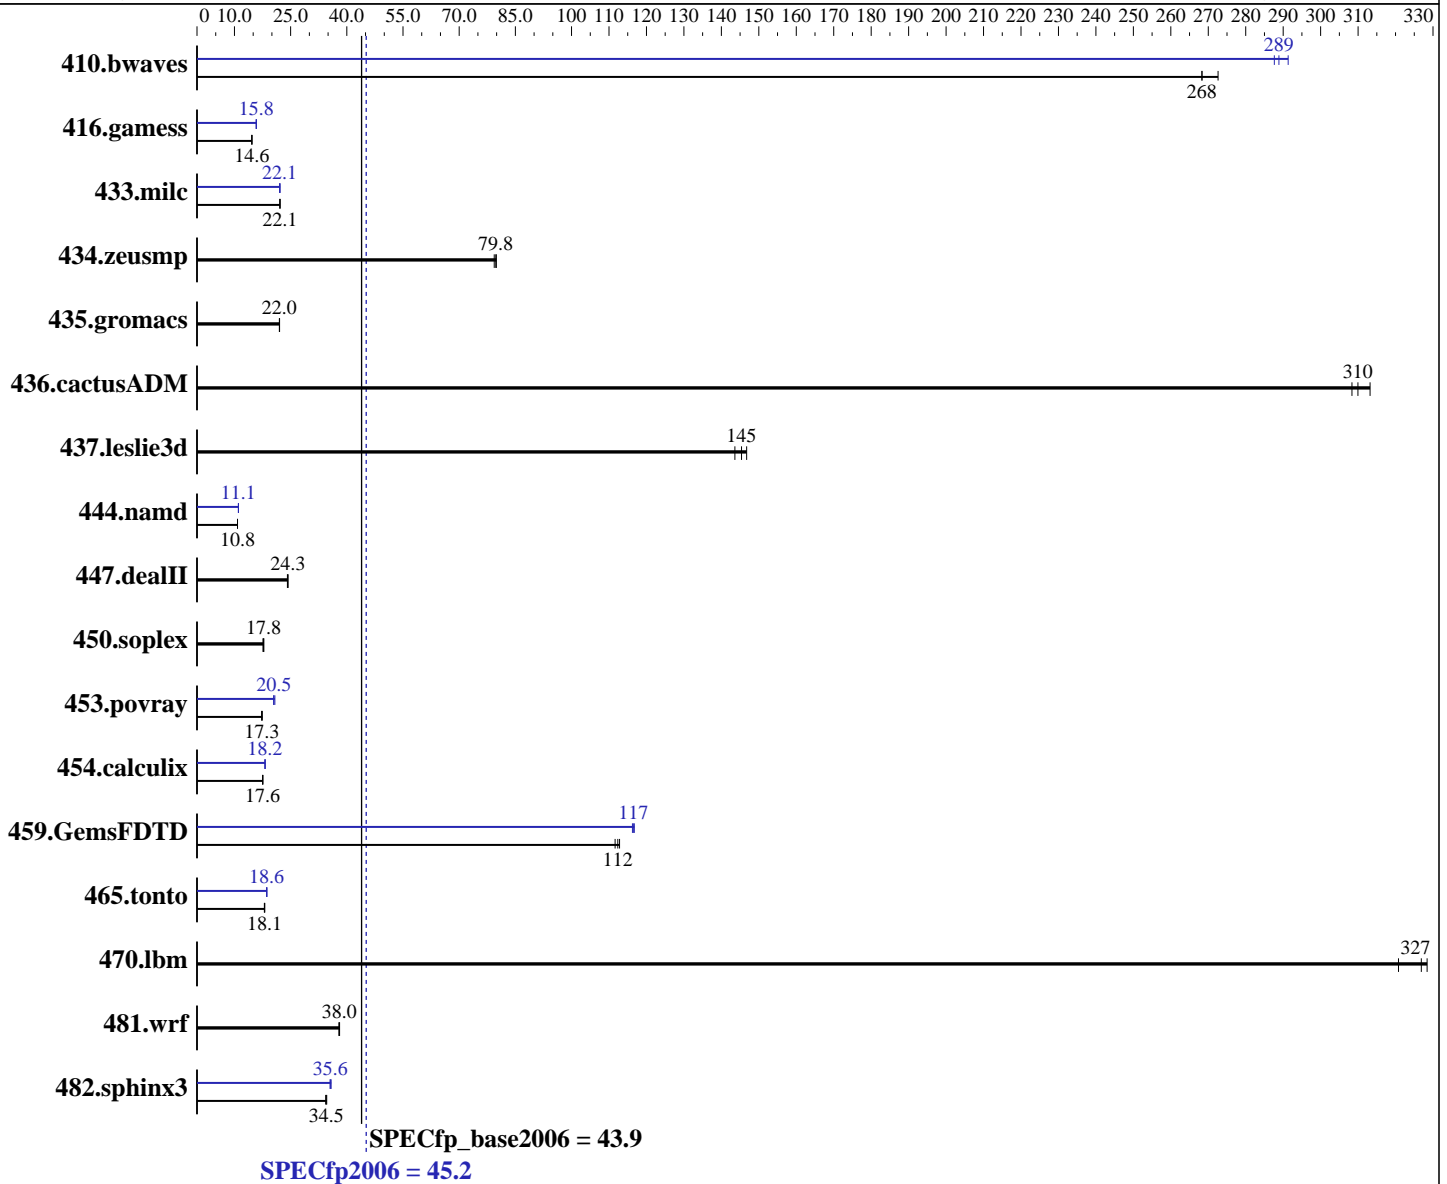 0 10.0 25.0 40.0 55.0 70.0 85.0 100 110 120 130 140 150 160 170 180 190 200 210 220 230 240 250 260 270 280 290 300 310 330
289
410.bwaves
268
15.8
416.gamess
14.6
22.1
433.milc
22.1
79.8
434.zeusmp
22.0
435.gromacs
310
436.cactusADM
145
437.leslie3d
11.1
444.namd
10.8
24.3
447.dealII
17.8
450.soplex
20.5
453.povray
17.3
18.2
454.calculix
17.6
117
459.GemsFDTD
112
18.6
465.tonto
18.1
327
470.lbm
38.0
481.wrf
35.6
482.sphinx3
34.5
SPECfp_base2006 = 43.9
SPECfp2006 = 45.2